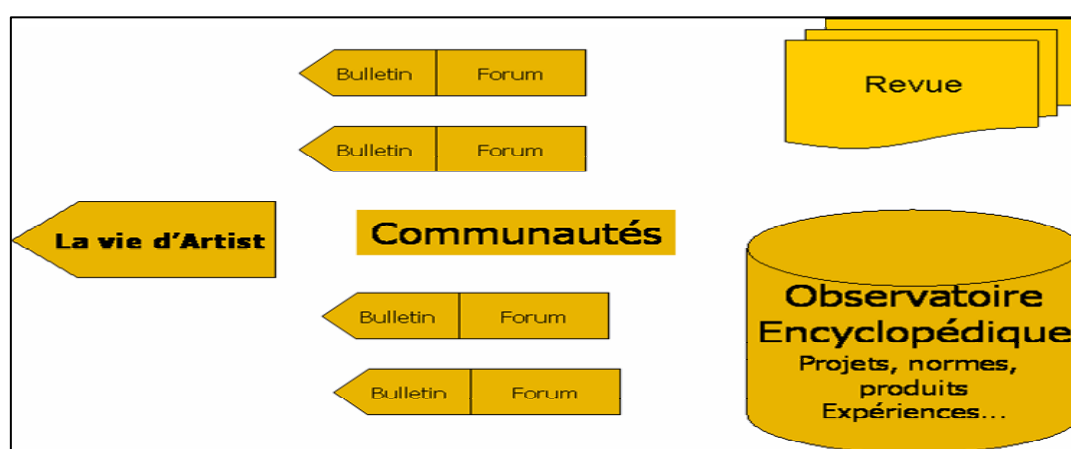 Bulletin Forum
Revue
Bulletin Forum
La vie d'Artist
Communautés
Bulletin Forum
Bulletin Forum
Observatoire
Encyclopédique
Projets, normes,
produits
Expériences...